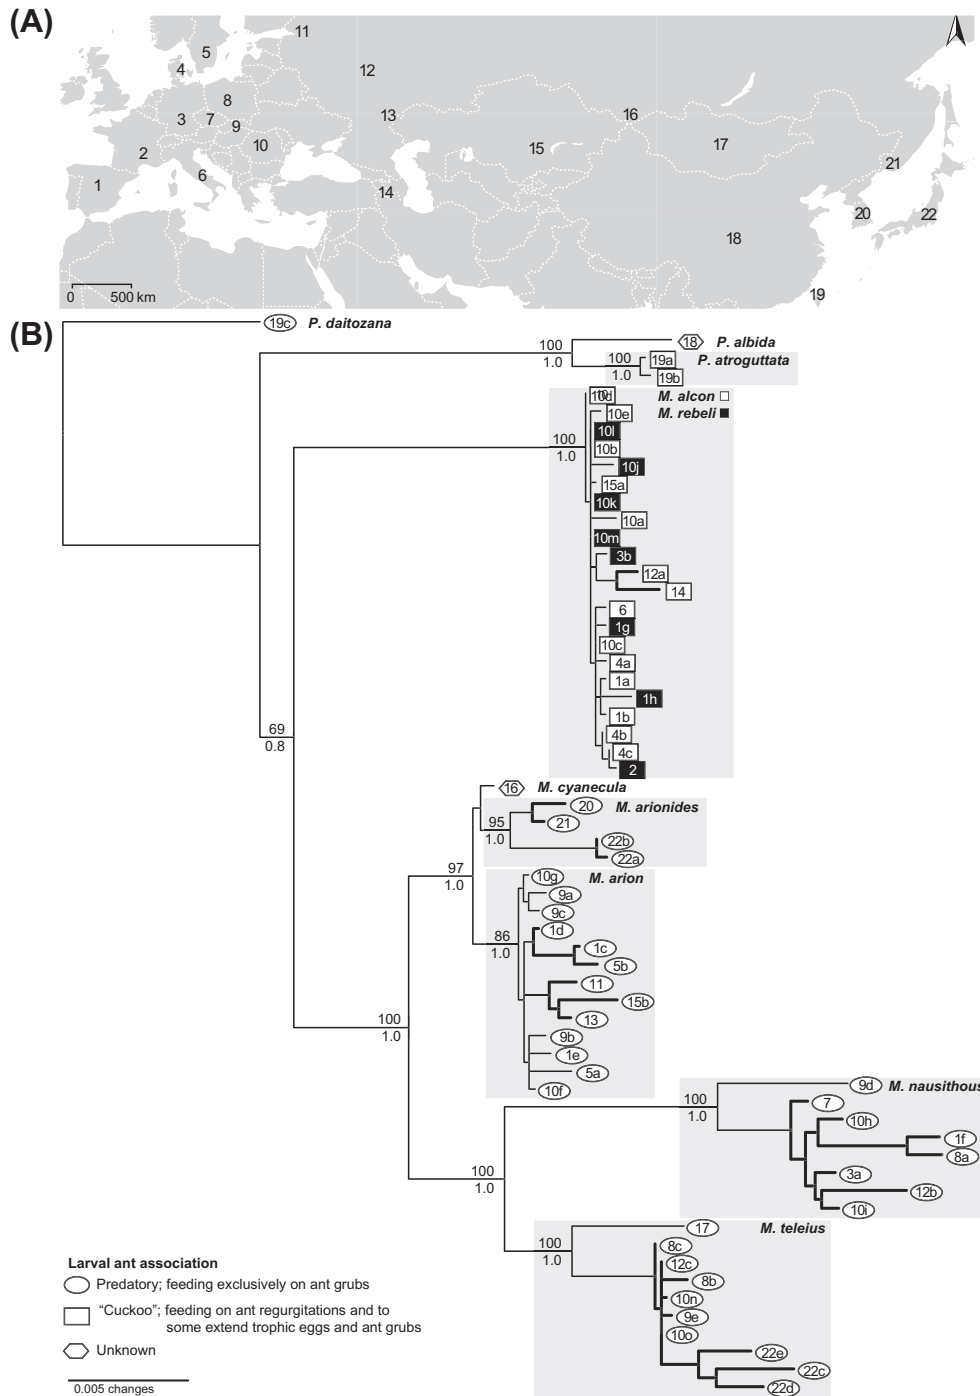 (A)
11
5
4
12
8
13
16
3
7
9
10
17
2
15
21
6
1
14
20
22
18
19
0 500 km
(B)
19c P. daitozana
18 P. albida
100
1.0
100
1.0
19a
P. atroguttata
19b
M. alcon
M. rebeli
100
1.0
10d
10e
10l
10b
10j
15a
10k
10a
10m
3b
12a
14
6
1g
10c
4a
1a
1h
1b
4b
4c
2
69
0.8
16 M. cyanecula
M. arionides
95
1.0
20
21
22b
22a
97
1.0
M. arion
86
1.0
10g
9a
9c
1d
1c
5b
11
15b
13
9b
1e
5a
10f
100
1.0
M. nausithous
100
1.0
9d
7
10h
1f
8a
3a
12b
10i
100
1.0
M. teleius
100
1.0
17
8c
12c
8b
10n
9e
10o
22e
22c
22d
Larval ant association
Predatory; feeding exclusively on ant grubs
"Cuckoo"; feeding on ant regurgitations and to
some extend trophic eggs and ant grubs
Unknown
0.005 changes